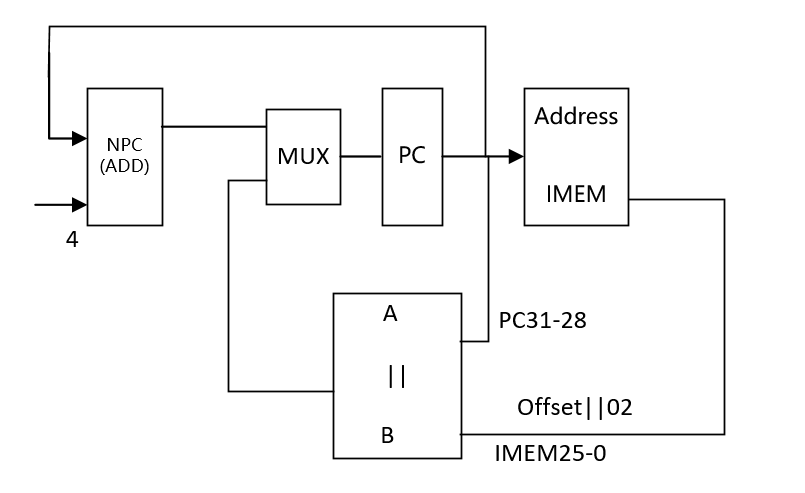 NPC
(ADD)
4
MUX
PC
Address
IMEM
A
||
B
PC31-28
Offset||02
IMEM25-0